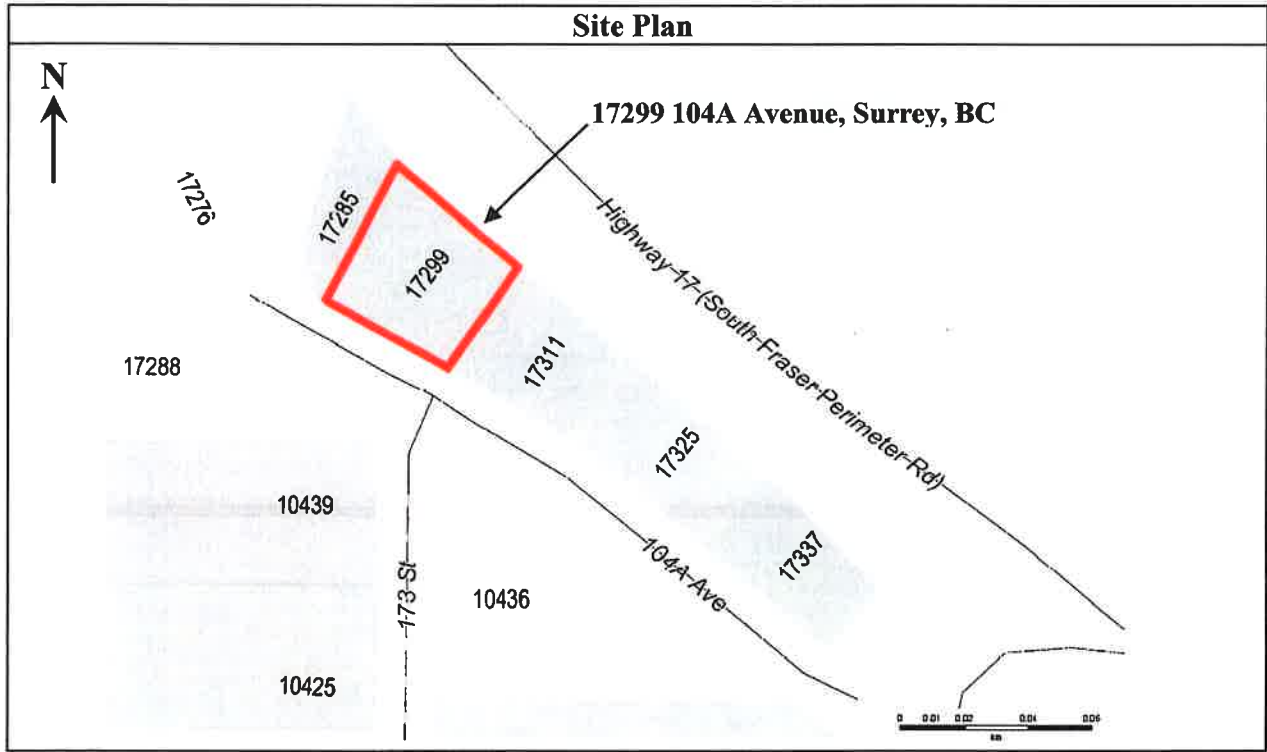 Site Plan
N
17299 104A Avenue, Surrey, BC
17276
17285
17299
Highway 17 (South Fraser Perimeter Rd)
17288
17311
17325
10439
17337
104A Ave
173 St
10436
10425
0 0.01 0.02 0.04 0.06
km